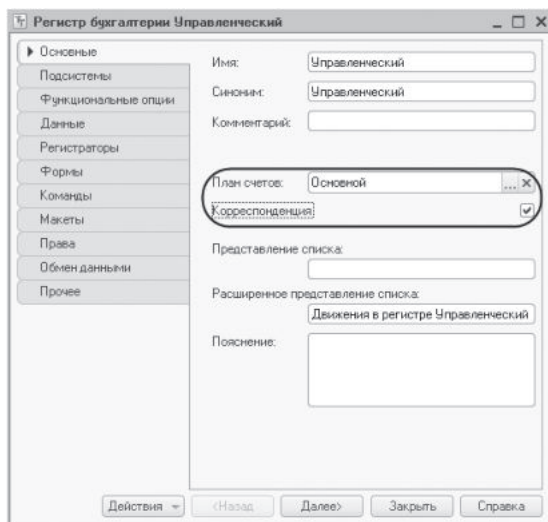 Регистр бухгалтерии Управленческий
Основные
Подсистемы
Функциональные опции
Данные
Регистраторы
Формы
Команды
Макеты
Права
Обмен данными
Прочее
Имя: Управленческий
Синоним: Управленческий
Комментарий:
План счетов: Основной ...
Корреспонденция:
Представление списка:
Расширенное представление списка:
Движения в регистре Управленческий
Пояснение:
Действия <Назад Далее> Закрыть Справка